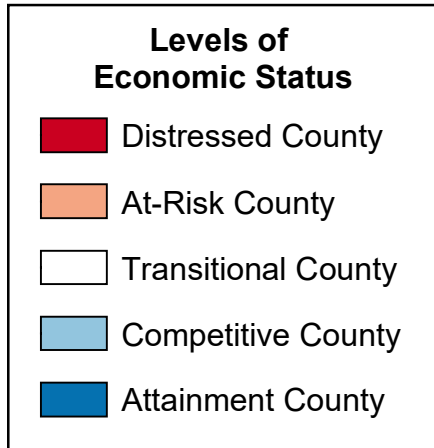 Levels of
Economic Status
Distressed County
At-Risk County
Transitional County
Competitive County
Attainment County